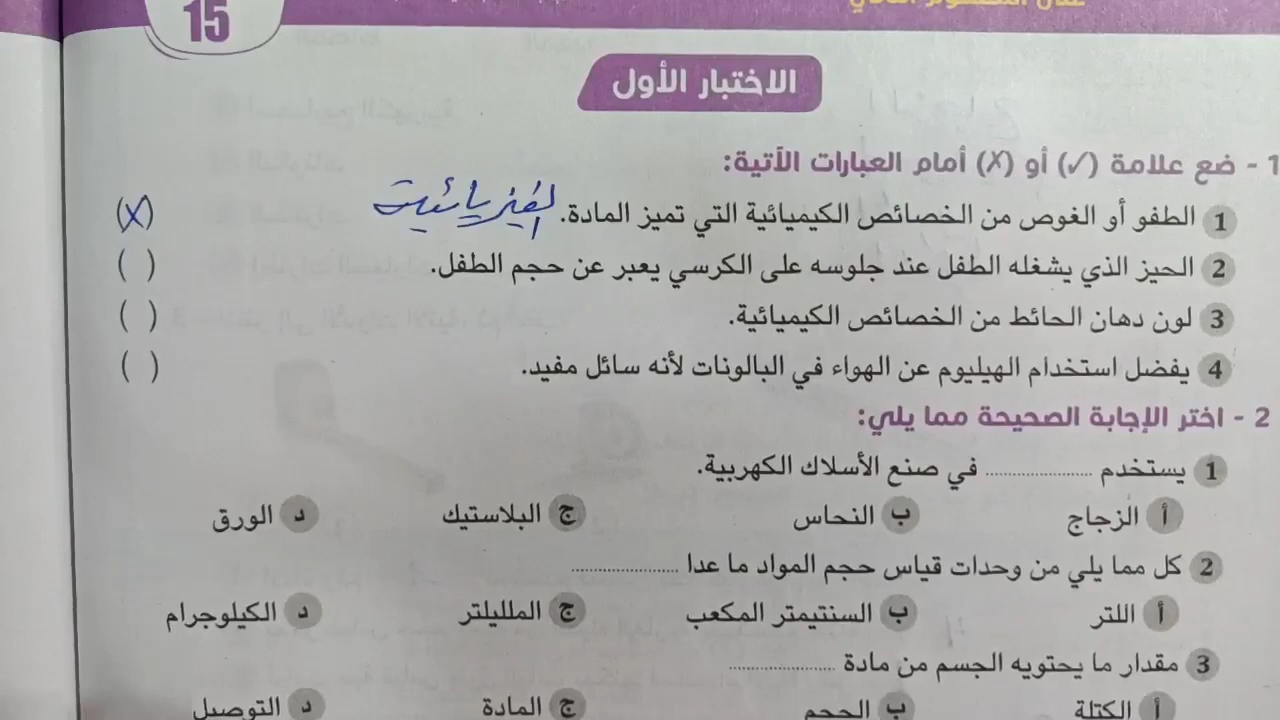 15
الاختبار الأول
1 - ضع علامة (✓) أو (X) أمام العبارات الآتية:
1 الطفو أو الغوص من الخصائص الكيميائية التي تميز المادة. الفيزيائية (X)
2 الحيز الذي يشغله الطفل عند جلوسه على الكرسي يعبر عن حجم الطفل. ( )
3 لون دهان الحائط من الخصائص الكيميائية. ( )
4 يفضل استخدام الهيليوم عن الهواء في البالونات لأنه سائل مفيد. ( )
2 - اختر الإجابة الصحيحة مما يلي:
1 يستخدم .................... في صنع الأسلاك الكهربية.
أ الزجاج ب النحاس ج البلاستيك د الورق
2 كل مما يلي من وحدات قياس حجم المواد ما عدا ....................
أ اللتر ب السنتيمتر المكعب ج الملليلتر د الكيلوجرام
3 مقدار ما يحتويه الجسم من مادة ....................
أ الكتلة ب الحجم ج المادة د التوصيل